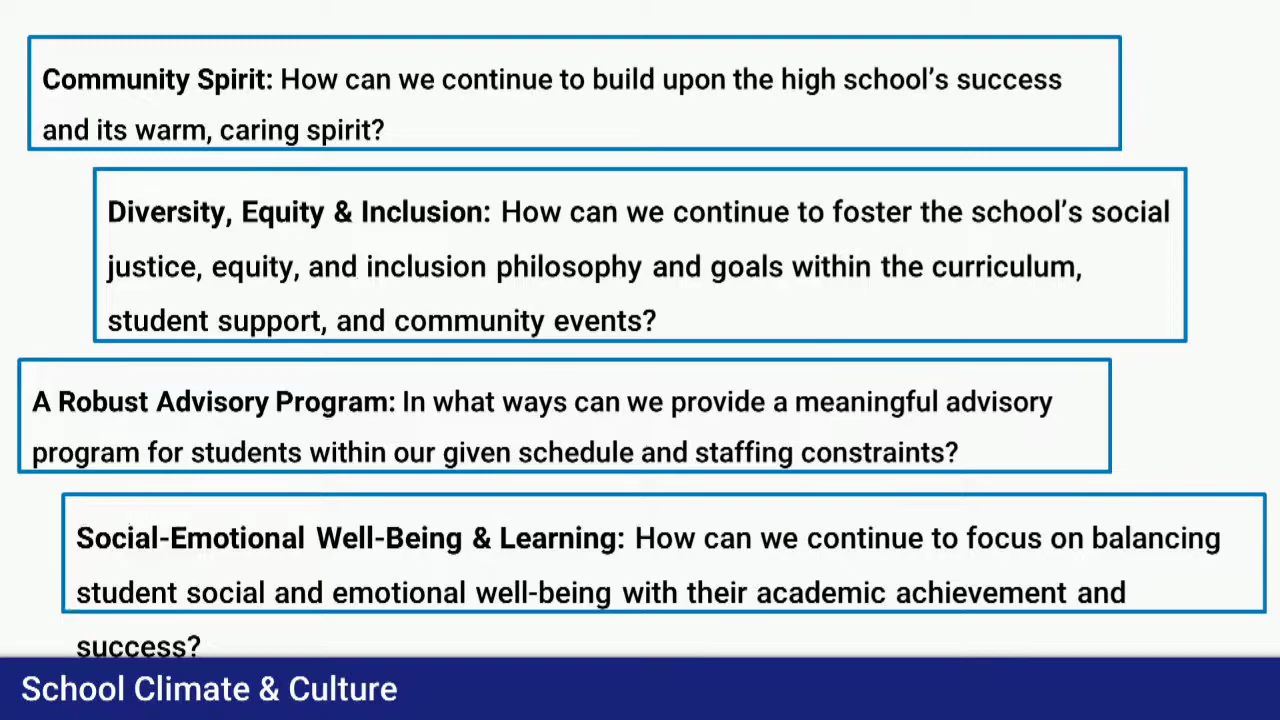 Community Spirit: How can we continue to build upon the high school’s success
and its warm, caring spirit?
Diversity, Equity & Inclusion: How can we continue to foster the school’s social
justice, equity, and inclusion philosophy and goals within the curriculum,
student support, and community events?
A Robust Advisory Program: In what ways can we provide a meaningful advisory
program for students within our given schedule and staffing constraints?
Social-Emotional Well-Being & Learning: How can we continue to focus on balancing
student social and emotional well-being with their academic achievement and
success?
School Climate & Culture